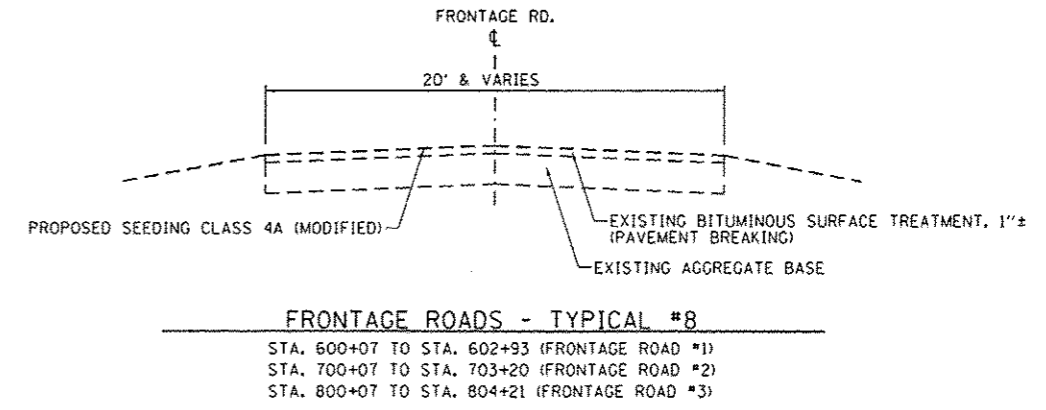 FRONTAGE RD.
℄
20' & VARIES
PROPOSED SEEDING CLASS 4A (MODIFIED)
EXISTING BITUMINOUS SURFACE TREATMENT, 1"±
(PAVEMENT BREAKING)
EXISTING AGGREGATE BASE
FRONTAGE ROADS - TYPICAL #8
STA. 600+07 TO STA. 602+93 (FRONTAGE ROAD #1)
STA. 700+07 TO STA. 703+20 (FRONTAGE ROAD #2)
STA. 800+07 TO STA. 804+21 (FRONTAGE ROAD #3)